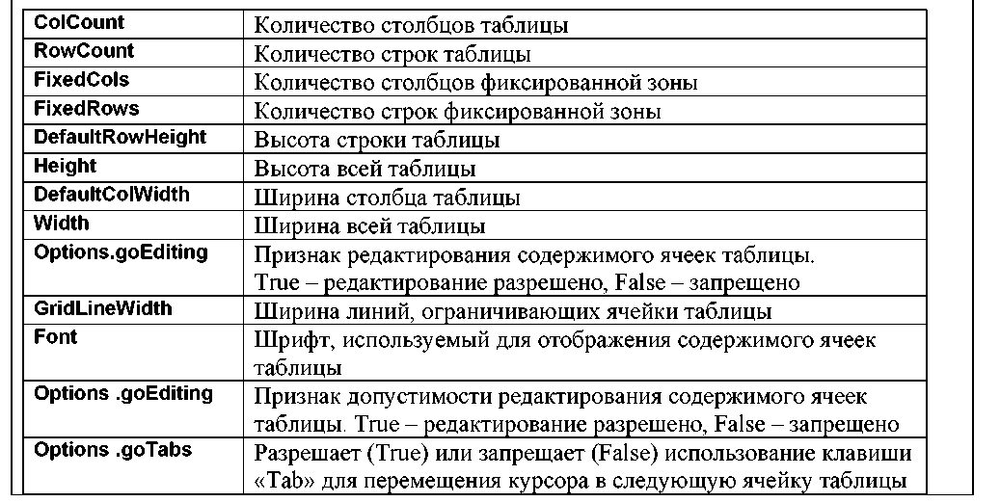 ColCount Количество столбцов таблицы
RowCount Количество строк таблицы
FixedCols Количество столбцов фиксированной зоны
FixedRows Количество строк фиксированной зоны
DefaultRowHeight Высота строки таблицы
Height Высота всей таблицы
DefaultColWidth Ширина столбца таблицы
Width Ширина всей таблицы
Options.goEditing Признак редактирования содержимого ячеек таблицы.
True – редактирование разрешено, False – запрещено
GridLineWidth Ширина линий, ограничивающих ячейки таблицы
Font Шрифт, используемый для отображения содержимого ячеек
таблицы
Options .goEditing Признак допустимости редактирования содержимого ячеек
таблицы. True – редактирование разрешено, False – запрещено
Options .goTabs Разрешает (True) или запрещает (False) использование клавиши
«Tab» для перемещения курсора в следующую ячейку таблицы